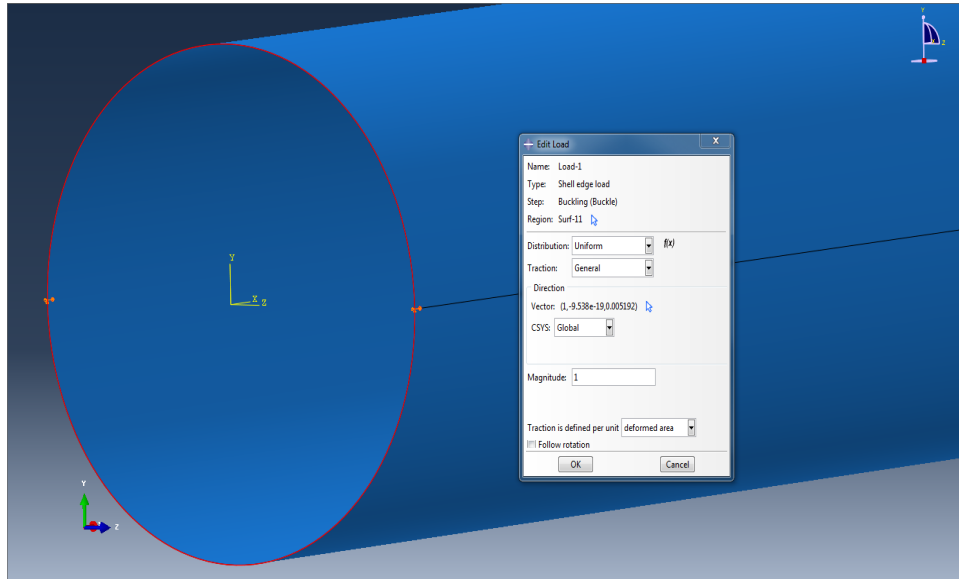 Y
Z
Edit Load
X
Name: Load-1
Type: Shell edge load
Step: Buckling (Buckle)
Region: Surf-11
Distribution: Uniform f(x)
Traction: General
Direction
Vector: (1,-9.538e-19,0.005192)
CSYS: Global
Magnitude: 1
Traction is defined per unit deformed area
Follow rotation
OK Cancel
Y
X Z
Y
Z